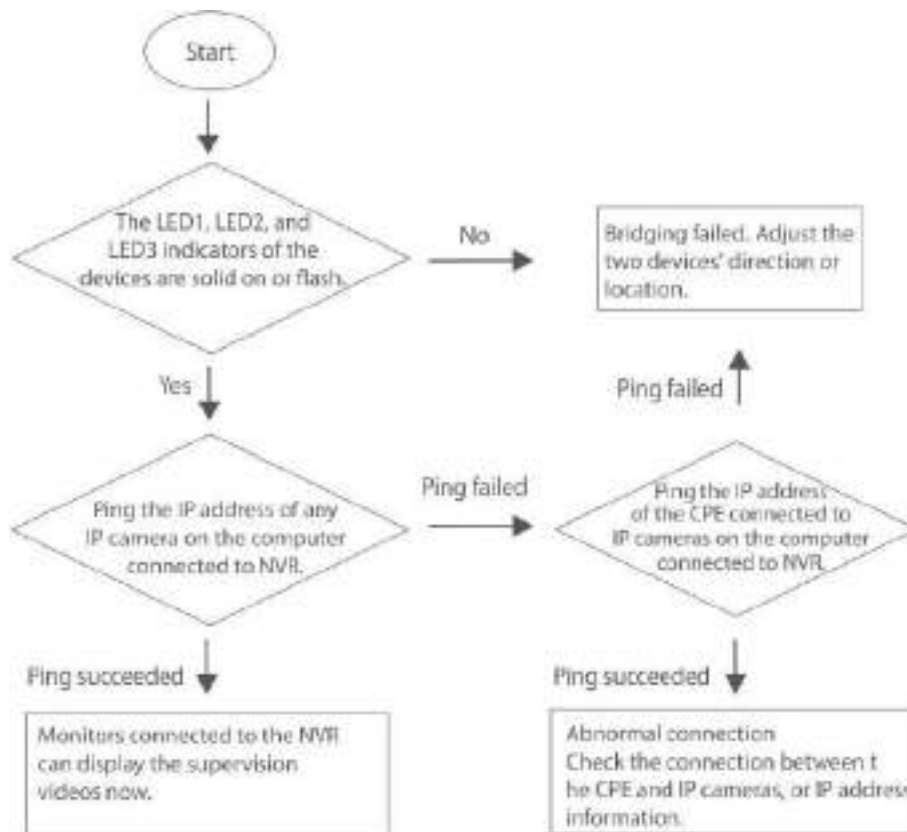 Start
The LED1, LED2, and
LED3 indicators of the
devices are solid on or flash.
No
Bridging failed. Adjust the
two devices' direction or
location.
Yes
Ping failed
Ping the IP address of any
IP camera on the computer
connected to NVR.
Ping failed
Ping the IP address
of the CPE connected to
IP cameras on the computer
connected to NVR.
Ping succeeded
Ping succeeded
Monitors connected to the NVR
can display the supervision
videos now.
Abnormal connection
Check the connection between t
he CPE and IP cameras, or IP address
information.